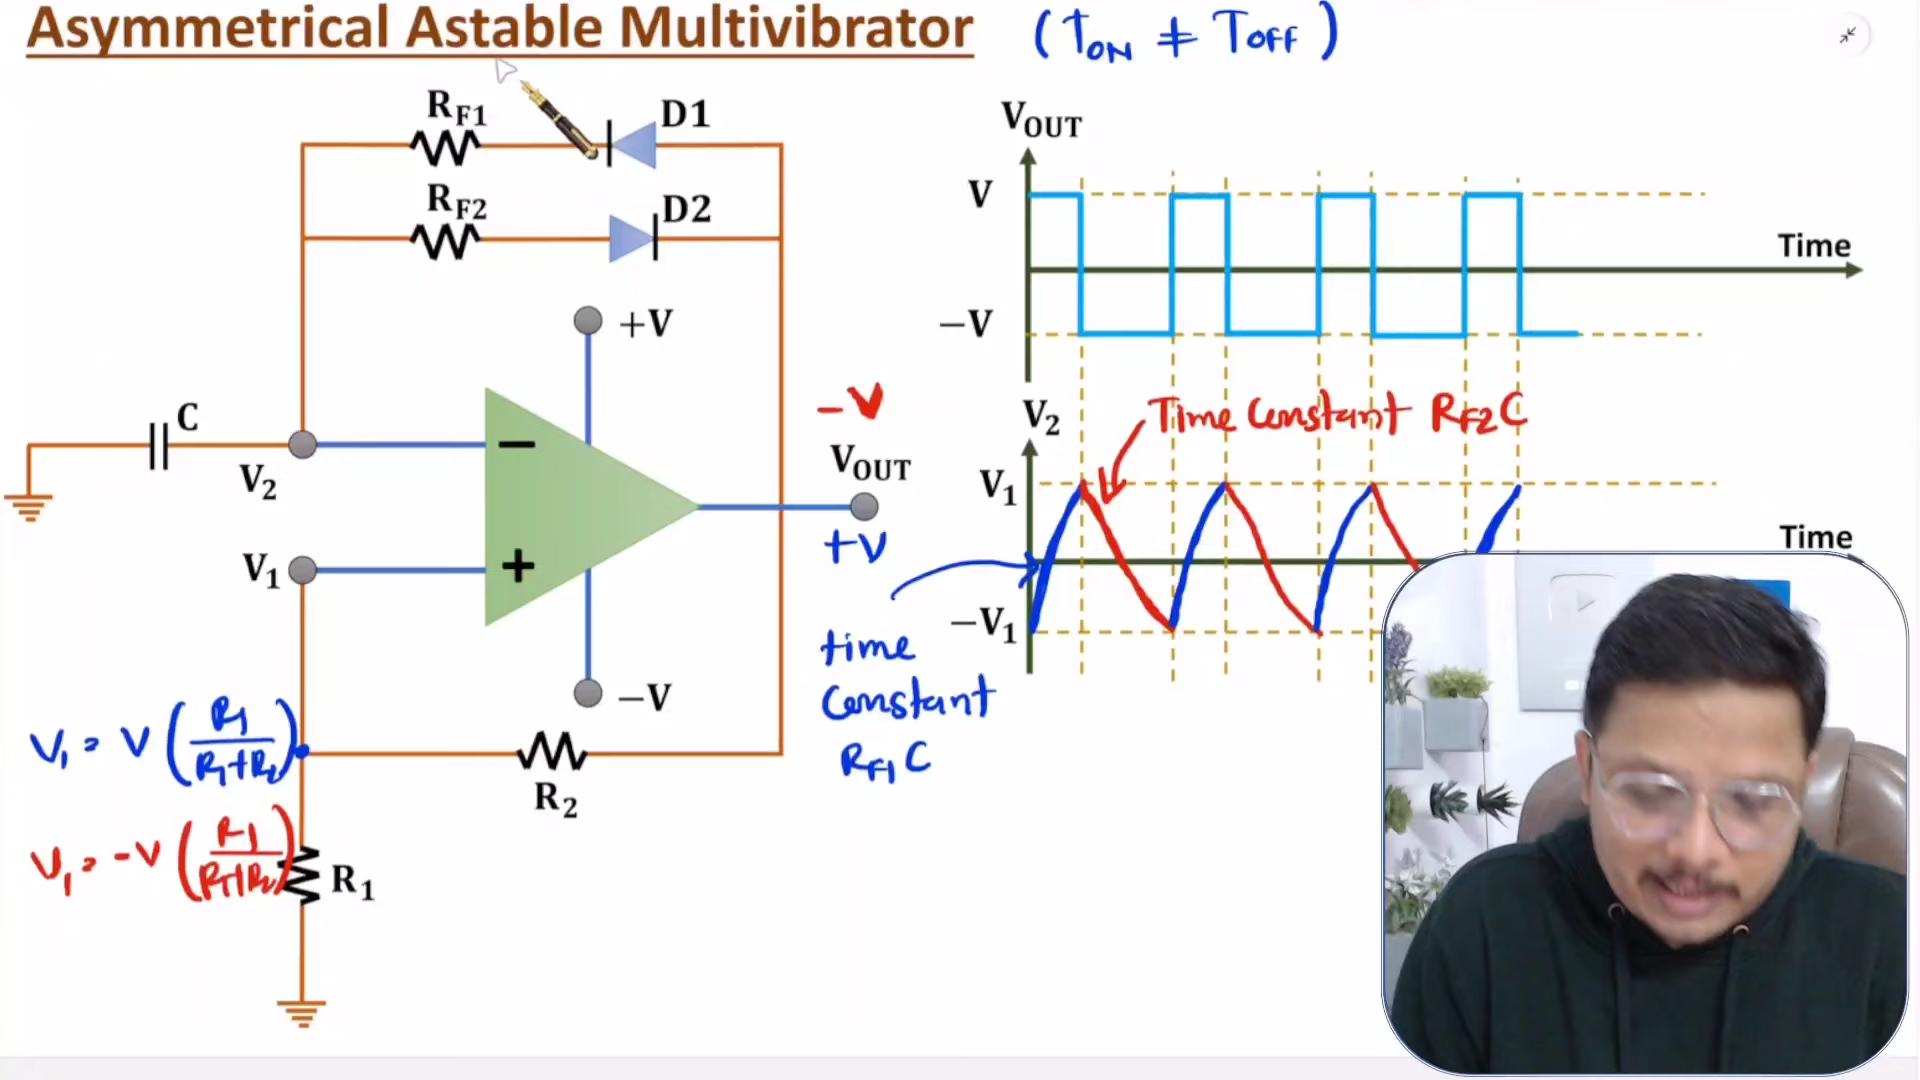 Asymmetrical Astable Multivibrator (TON ≠ TOFF)
RF1
D1
RF2
D2
+V
C
V2
−
V1
+
−V
VOUT
+V
−V
V1 = V (R1/R1+R2)
R2
V1 = -V (R1/R1+R2)
R1
VOUT
V
Time
−V
V2
Time Constant RF2C
V1
Time
−V1
time
Constant
RF1C